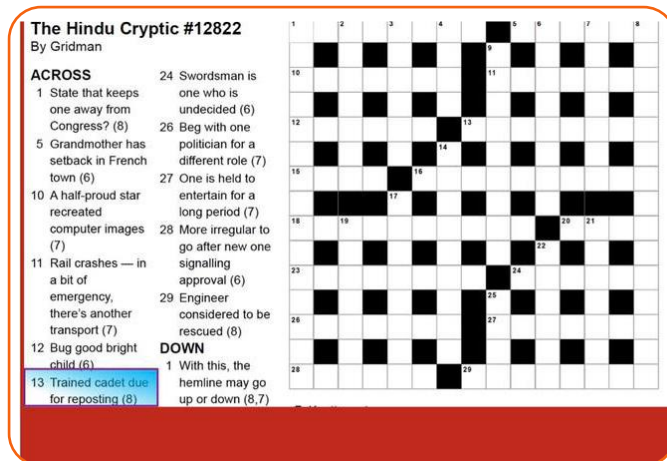 The Hindu Cryptic #12822
By Gridman
ACROSS
1 State that keeps
one away from
Congress? (8)
5 Grandmother has
setback in French
town (6)
10 A half-proud star
recreated
computer images
(7)
11 Rail crashes — in
a bit of
emergency,
there's another
transport (7)
12 Bug good bright
child (6)
13 Trained cadet due
for reposting (8)
24 Swordsman is
one who is
undecided (6)
26 Beg with one
politician for a
different role (7)
27 One is held to
entertain for a
long period (7)
28 More irregular to
go after new one
signalling
approval (6)
29 Engineer
considered to be
rescued (8)
DOWN
1 With this, the
hemline may go
up or down (8,7)
1 2 3 4 5 6 7 8
9
10 11
12 13
14
15 16
17
18 19 20 21
22
23 24
25
26 27
28 29